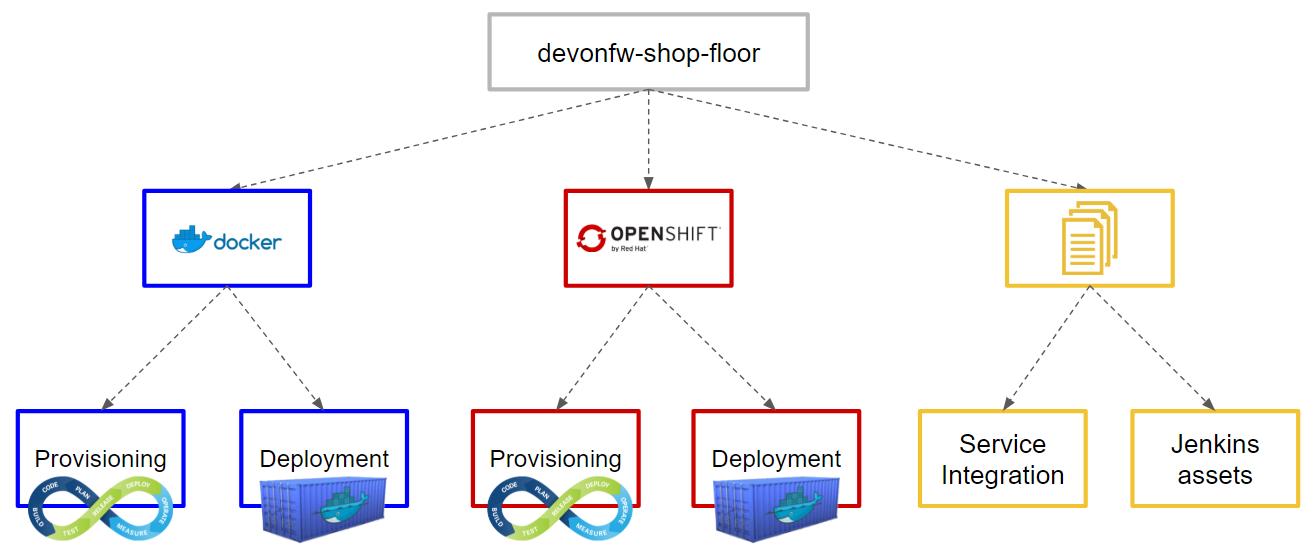 devonfw-shop-floor
docker
OPENSHIFT
by Red Hat
Provisioning
CODE
PLAN
BUILD
TEST
RELEASE
DEPLOY
OPERATE
MEASURE
Deployment
Provisioning
CODE
PLAN
BUILD
TEST
RELEASE
DEPLOY
OPERATE
MEASURE
Deployment
Service
Integration
Jenkins
assets